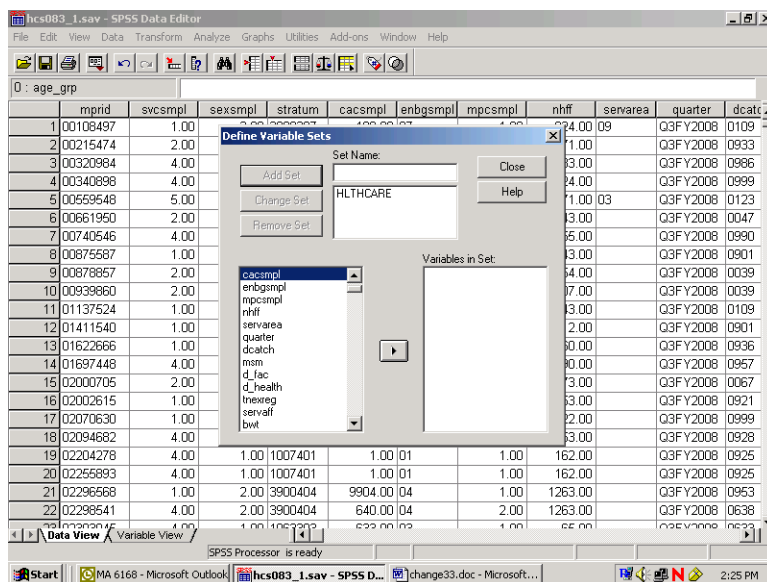 hcs083_1.sav - SPSS Data Editor
File Edit View Data Transform Analyze Graphs Utilities Add-ons Window Help
0 : age_grp
mprid svcsmpl sexsmpl stratum cacsmpl enbgsmpl mpcsmpl nhff servarea quarter dcatc
1 00108497 1.00 09 Q3FY2008 0109
2 00215474 2.00 Q3FY2008 0933
3 00320984 4.00 Q3FY2008 0986
4 00340898 4.00 Q3FY2008 0999
5 00559548 5.00 03 Q3FY2008 0123
6 00661950 2.00 Q3FY2008 0047
7 00740546 4.00 Q3FY2008 0990
8 00875587 1.00 Q3FY2008 0901
9 00878857 2.00 Q3FY2008 0039
10 00939860 2.00 Q3FY2008 0039
11 01137524 1.00 Q3FY2008 0109
12 01411540 1.00 2.00 Q3FY2008 0901
13 01622666 1.00 Q3FY2008 0936
14 01697448 4.00 Q3FY2008 0957
15 02000705 2.00 Q3FY2008 0067
16 02002615 1.00 Q3FY2008 0921
17 02070630 1.00 Q3FY2008 0999
18 02094682 4.00 Q3FY2008 0928
19 02204278 4.00 1.00 1007401 1.00 01 1.00 162.00 Q3FY2008 0925
20 02255893 4.00 1.00 1007401 1.00 01 1.00 162.00 Q3FY2008 0925
21 02296568 1.00 2.00 3900404 9904.00 04 1.00 1263.00 Q3FY2008 0953
22 02298541 4.00 2.00 3900404 640.00 04 2.00 1263.00 Q3FY2008 0638
Define Variable Sets
Set Name:
Add Set
Change Set
Remove Set
HLTHCARE
Close
Help
Variables in Set:
cacsmpl
enbgsmpl
mpcsmpl
nhff
servarea
quarter
dcatch
msm
d_fac
d_health
tnexreg
servaff
bwt
Data View Variable View
SPSS Processor is ready
Start MA 6168 - Microsoft Outlook hcs083_1.sav - SPSS D... change33.doc - Microsoft... 2:25 PM